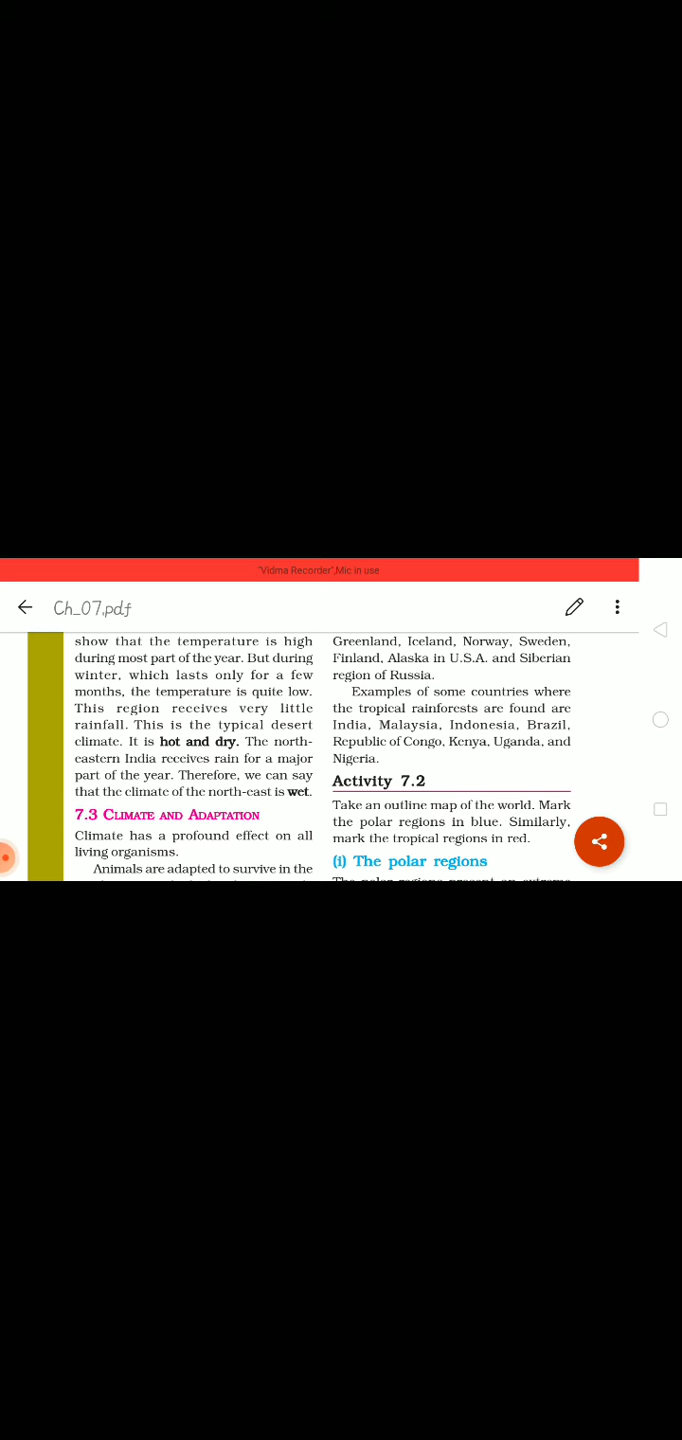 "Vidma Recorder",Mic in use
Ch_07.pdf
show that the temperature is high
during most part of the year. But during
winter, which lasts only for a few
months, the temperature is quite low.
This region receives very little
rainfall. This is the typical desert
climate. It is hot and dry. The north-
eastern India receives rain for a major
part of the year. Therefore, we can say
that the climate of the north-east is wet.
7.3 CLIMATE AND ADAPTATION
Climate has a profound effect on all
living organisms.
Animals are adapted to survive in the
Greenland, Iceland, Norway, Sweden,
Finland, Alaska in U.S.A. and Siberian
region of Russia.
Examples of some countries where
the tropical rainforests are found are
India, Malaysia, Indonesia, Brazil,
Republic of Congo, Kenya, Uganda, and
Nigeria.
Activity 7.2
Take an outline map of the world. Mark
the polar regions in blue. Similarly,
mark the tropical regions in red.
(i) The polar regions
The polar regions present an extreme